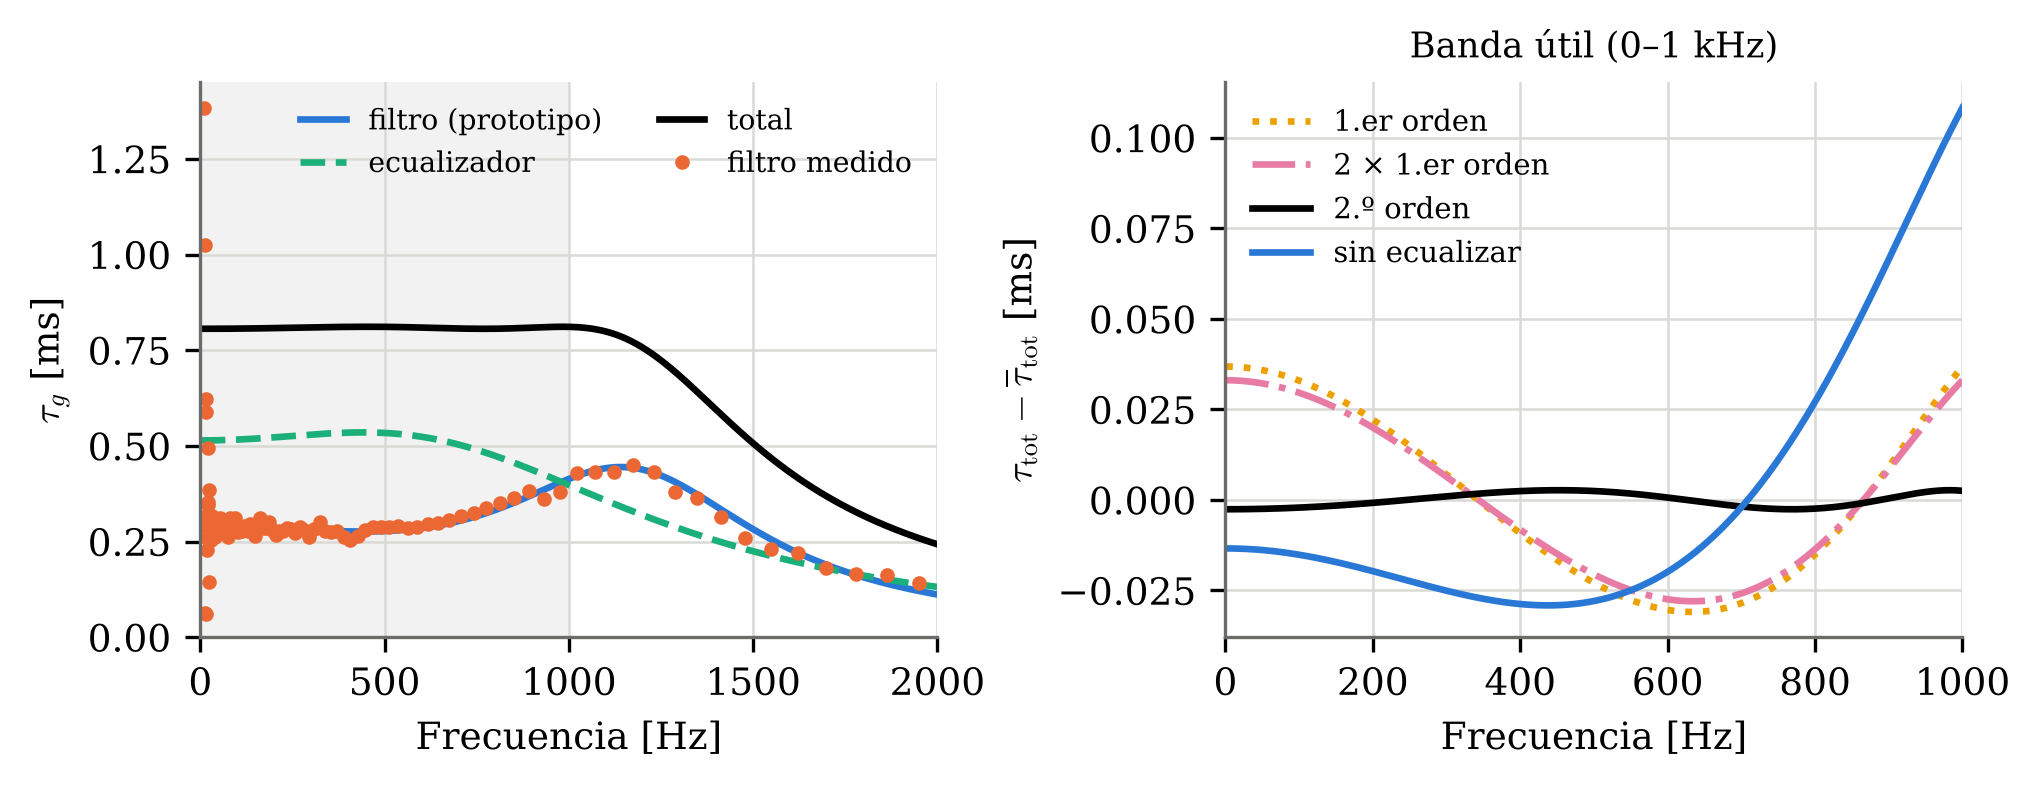 filtro (prototipo)
ecualizador
total
filtro medido
1.25
1.00
0.75
0.50
0.25
0.00
τg [ms]
0
500
1000
1500
2000
Frecuencia [Hz]
Banda útil (0–1 kHz)
1.er orden
2 × 1.er orden
2.º orden
sin ecualizar
0.100
0.075
0.050
0.025
0.000
−0.025
τtot − τ̄tot [ms]
0
200
400
600
800
1000
Frecuencia [Hz]